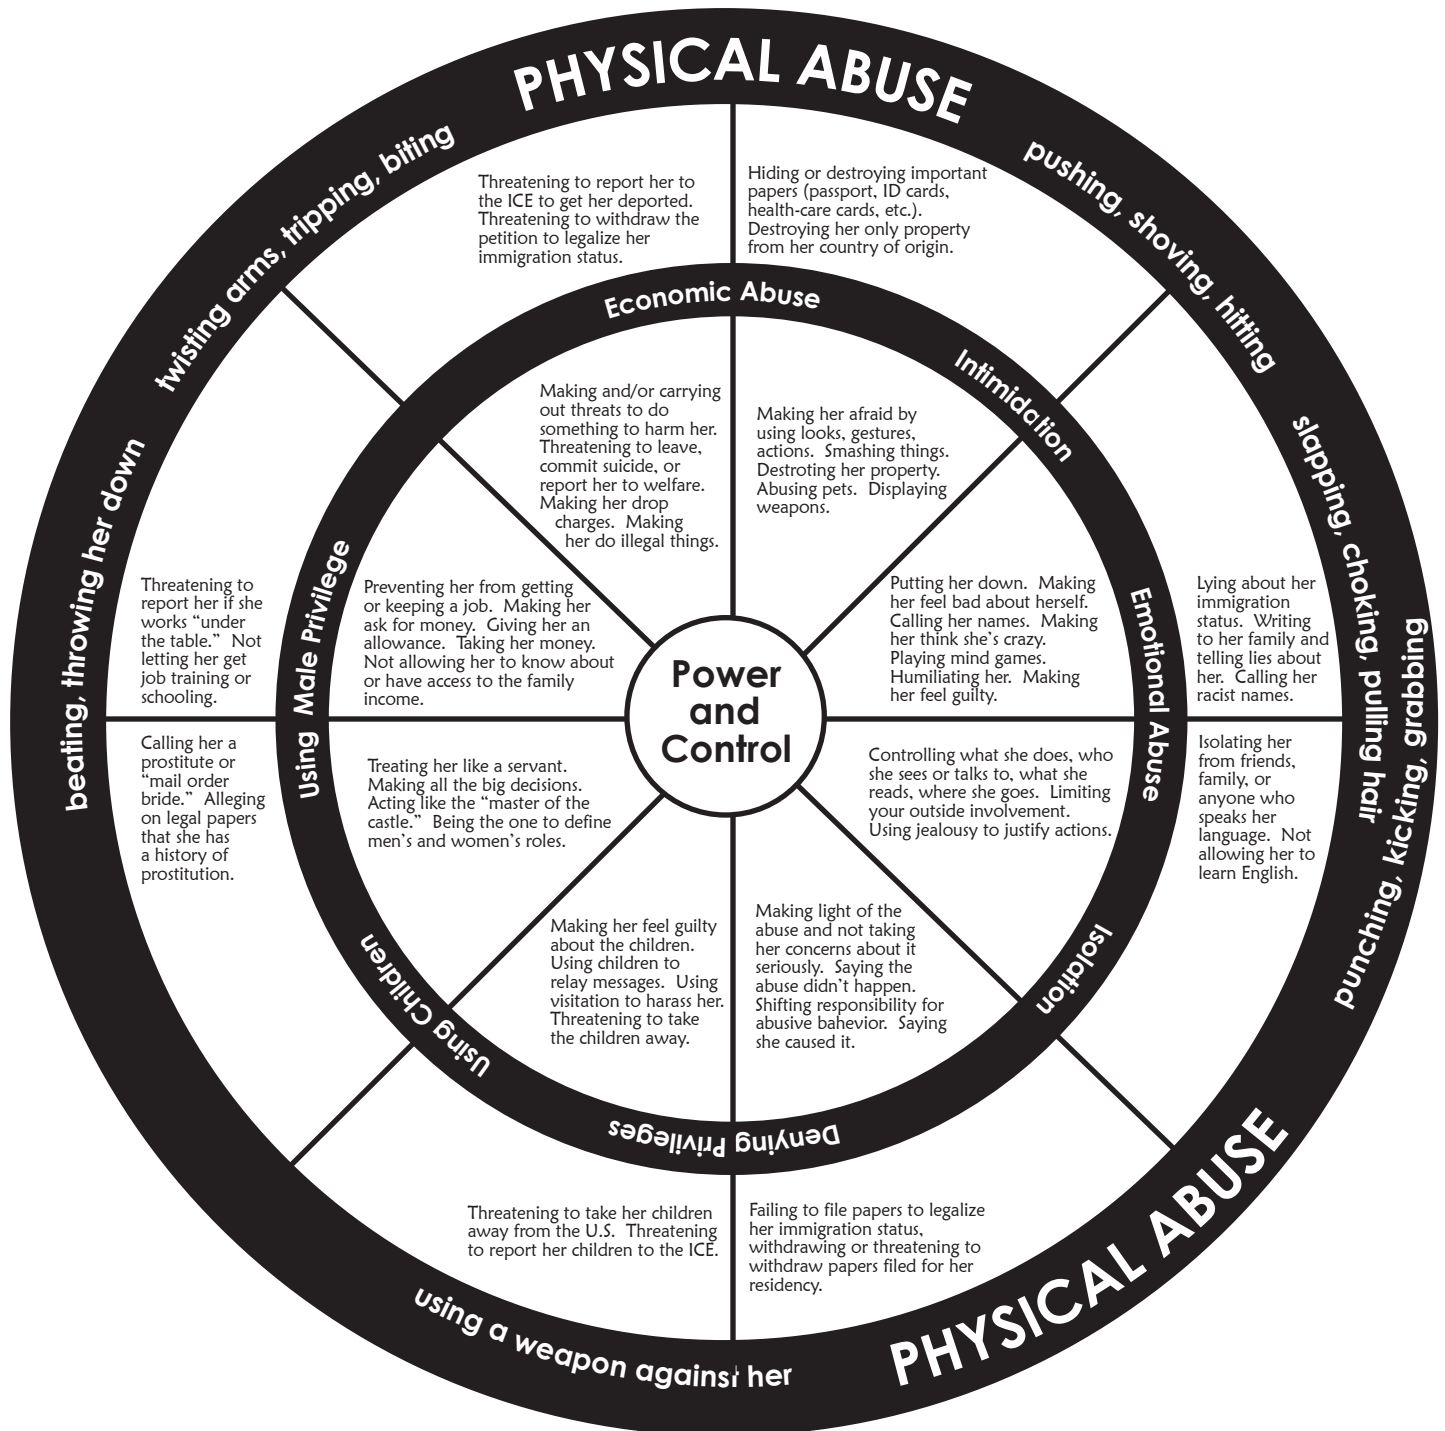 PHYSICAL ABUSE
pushing, shoving, hitting
slapping, choking, pulling hair
punching, kicking, grabbing
PHYSICAL ABUSE
using a weapon against her
beating, throwing her down
twisting arms, tripping, biting
Threatening to report her to
the ICE to get her deported.
Threatening to withdraw the
petition to legalize her
immigration status.
Hiding or destroying important
papers (passport, ID cards,
health-care cards, etc.).
Destroying her only property
from her country of origin.
Lying about her
immigration
status. Writing
to her family and
telling lies about
her. Calling her
racist names.
Isolating her
from friends,
family, or
anyone who
speaks her
language. Not
allowing her to
learn English.
Failing to file papers to legalize
her immigration status,
withdrawing or threatening to
withdraw papers filed for her
residency.
Threatening to take her children
away from the U.S. Threatening
to report her children to the ICE.
Calling her a
prostitute or
“mail order
bride.” Alleging
on legal papers
that she has
a history of
prostitution.
Threatening to
report her if she
works “under
the table.” Not
letting her get
job training or
schooling.
Economic Abuse
Intimidation
Emotional Abuse
Isolation
Denying Privileges
Using Children
Using Male Privilege
Making and/or carrying
out threats to do
something to harm her.
Threatening to leave,
commit suicide, or
report her to welfare.
Making her drop
charges. Making
her do illegal things.
Making her afraid by
using looks, gestures,
actions. Smashing things.
Destroting her property.
Abusing pets. Displaying
weapons.
Putting her down. Making
her feel bad about herself.
Calling her names. Making
her think she’s crazy.
Playing mind games.
Humiliating her. Making
her feel guilty.
Controlling what she does, who
she sees or talks to, what she
reads, where she goes. Limiting
your outside involvement.
Using jealousy to justify actions.
Making light of the
abuse and not taking
her concerns about it
seriously. Saying the
abuse didn’t happen.
Shifting responsibility for
abusive bahevior. Saying
she caused it.
Making her feel guilty
about the children.
Using children to
relay messages. Using
visitation to harass her.
Threatening to take
the children away.
Treating her like a servant.
Making all the big decisions.
Acting like the “master of the
castle.” Being the one to define
men’s and women’s roles.
Preventing her from getting
or keeping a job. Making her
ask for money. Giving her an
allowance. Taking her money.
Not allowing her to know about
or have access to the family
income.
Power
and
Control